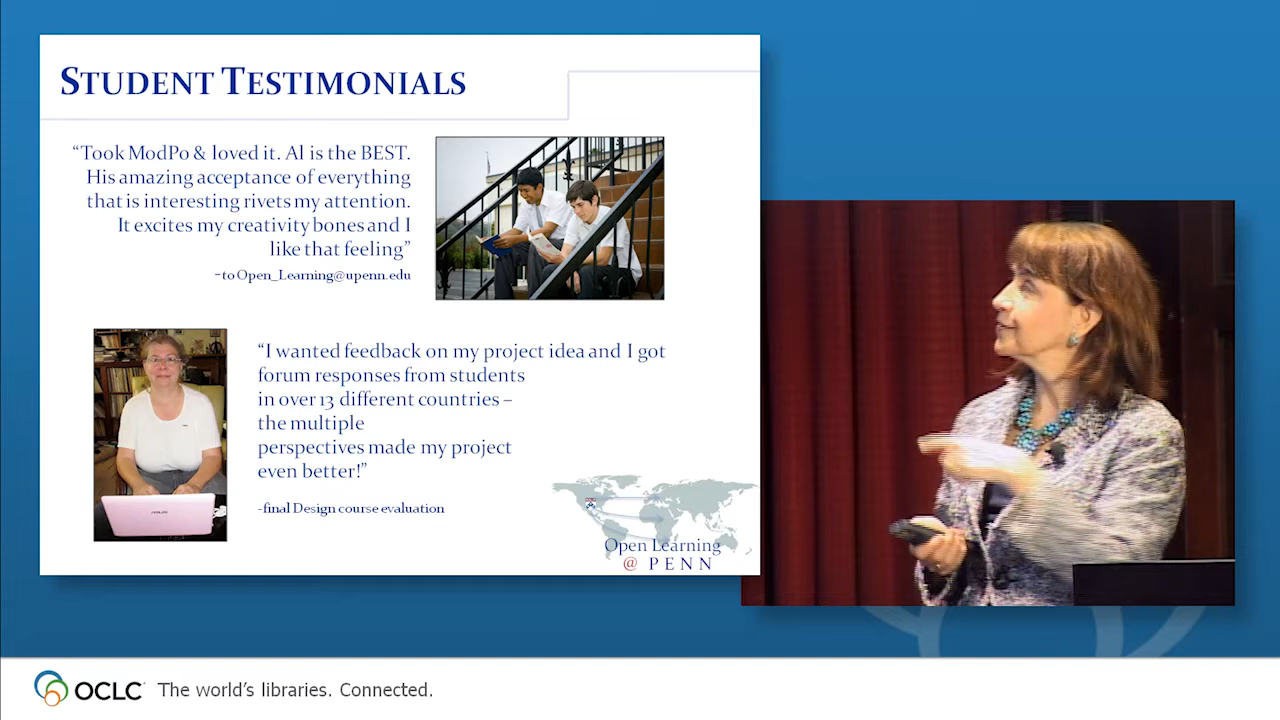 STUDENT TESTIMONIALS
“Took ModPo & loved it. Al is the BEST.
His amazing acceptance of everything
that is interesting rivets my attention.
It excites my creativity bones and I
like that feeling”
-to Open_Learning@upenn.edu
“I wanted feedback on my project idea and I got
forum responses from students
in over 13 different countries –
the multiple
perspectives made my project
even better!”
-final Design course evaluation
Open Learning
@ PENN
OCLC The world’s libraries. Connected.